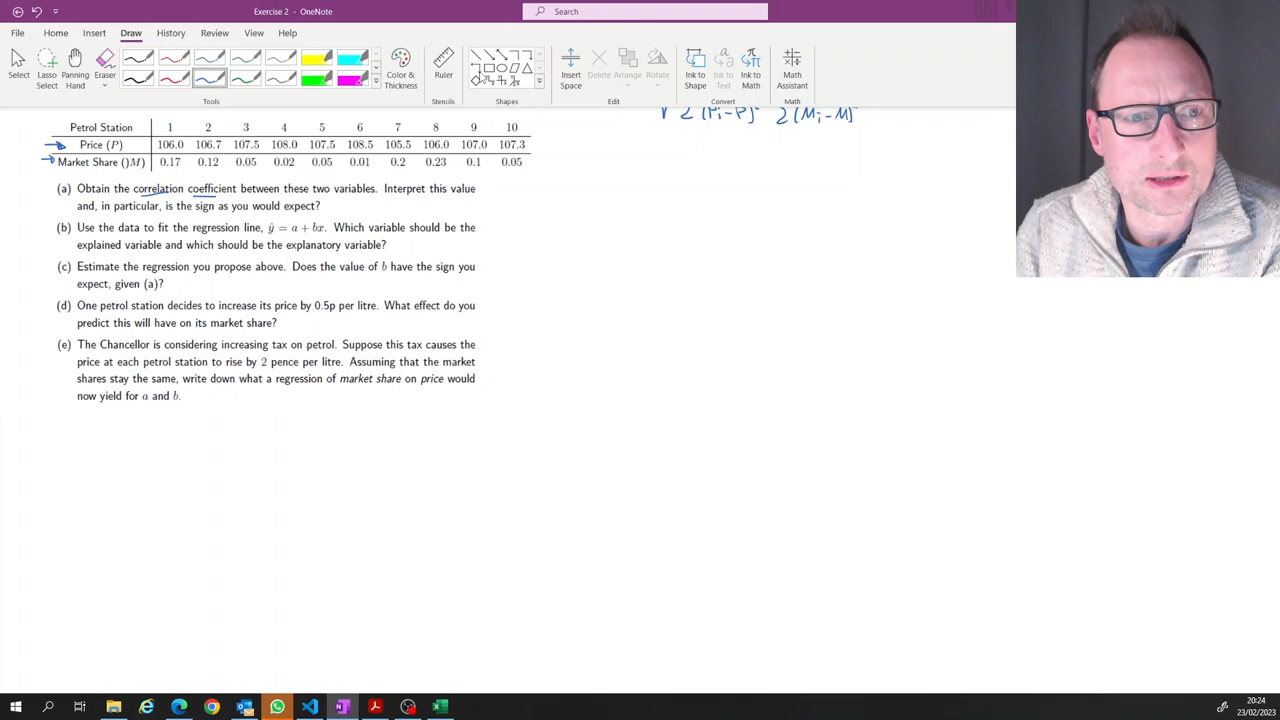 Exercise 2 - OneNote
Search
File Home Insert Draw History Review View Help
Select Lasso Select Panning Hand Eraser Color & Thickness Ruler Insert Space Delete Arrange Rotate Ink to Shape Ink to Text Ink to Math Math Assistant
Tools Stencils Shapes Edit Convert Math
Petrol Station 1 2 3 4 5 6 7 8 9 10
Price (P) 106.0 106.7 107.5 108.0 107.5 108.5 105.5 106.0 107.0 107.3
Market Share ()M) 0.17 0.12 0.05 0.02 0.05 0.01 0.2 0.23 0.1 0.05
(a) Obtain the correlation coefficient between these two variables. Interpret this value
and, in particular, is the sign as you would expect?
(b) Use the data to fit the regression line, ŷ = a + bx. Which variable should be the
explained variable and which should be the explanatory variable?
(c) Estimate the regression you propose above. Does the value of b have the sign you
expect, given (a)?
(d) One petrol station decides to increase its price by 0.5p per litre. What effect do you
predict this will have on its market share?
(e) The Chancellor is considering increasing tax on petrol. Suppose this tax causes the
price at each petrol station to rise by 2 pence per litre. Assuming that the market
shares stay the same, write down what a regression of market share on price would
now yield for a and b.
20:24
23/02/2023